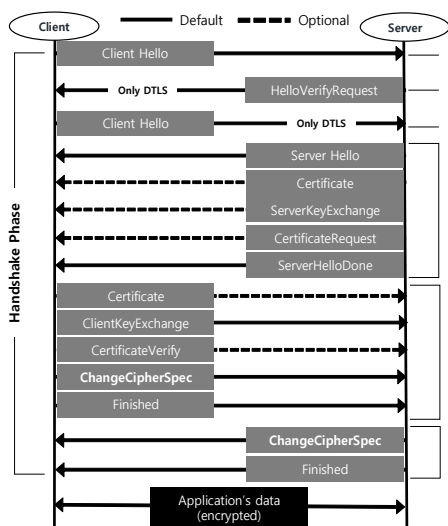 Client
Default
Optional
Server
Client Hello
Only DTLS
HelloVerifyRequest
Client Hello
Only DTLS
Server Hello
Certificate
ServerKeyExchange
CertificateRequest
ServerHelloDone
Handshake Phase
Certificate
ClientKeyExchange
CertificateVerify
ChangeCipherSpec
Finished
ChangeCipherSpec
Finished
Application's data
(encrypted)